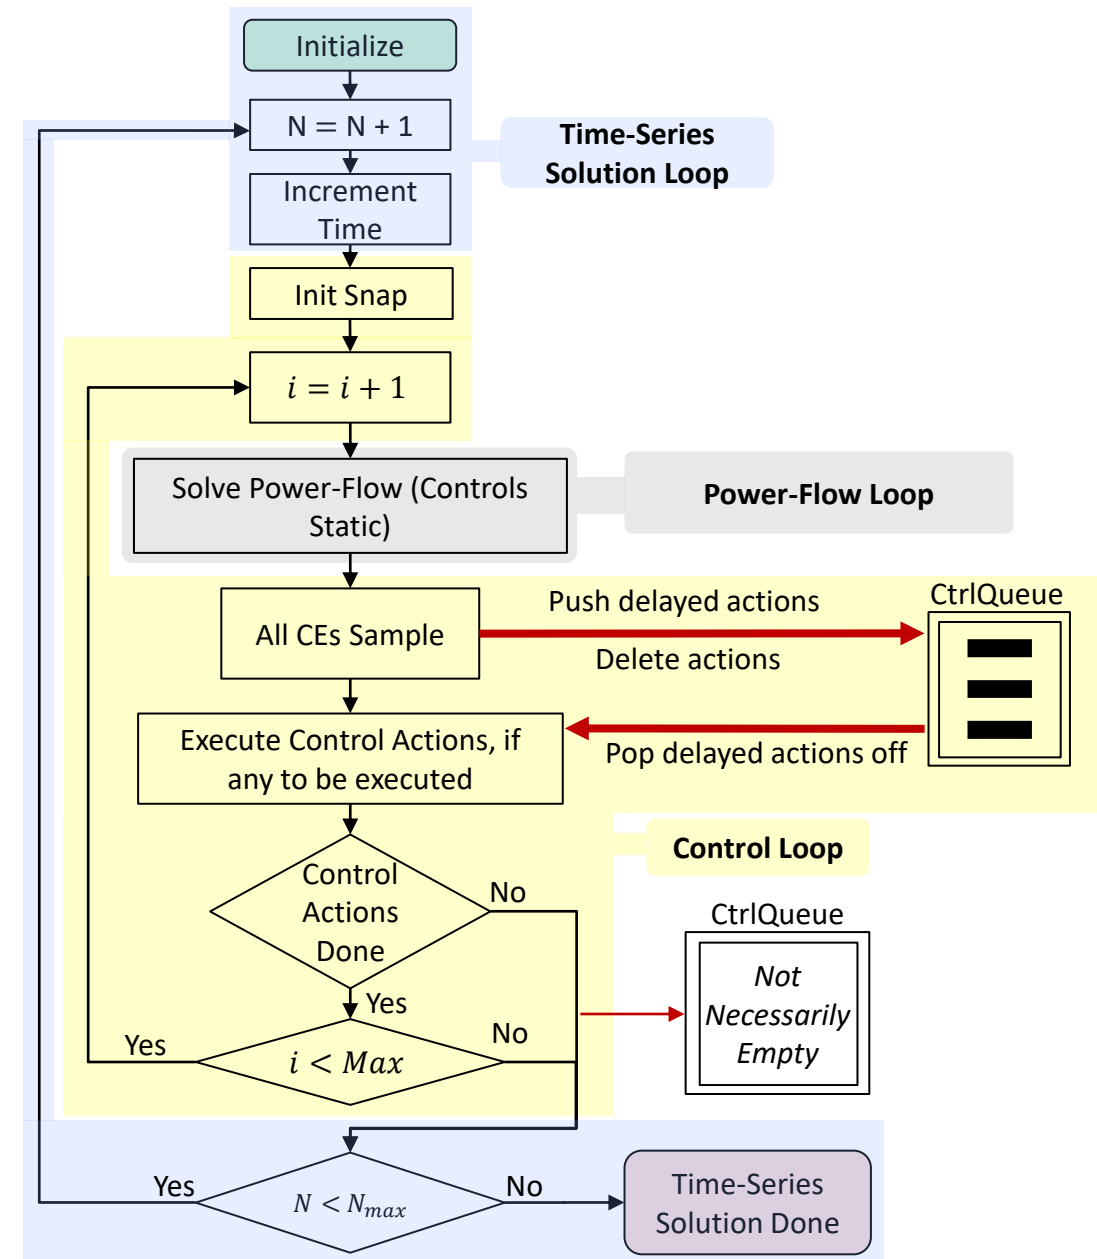 Initialize
N = N + 1
Time-Series
Solution Loop
Increment
Time
Init Snap
i = i + 1
Solve Power-Flow (Controls
Static)
Power-Flow Loop
CtrlQueue
Push delayed actions
All CEs Sample
Delete actions
Execute Control Actions, if
any to be executed
Pop delayed actions off
Control Loop
Control
Actions
Done
No
CtrlQueue
Not
Necessarily
Empty
Yes
No
Yes
i < Max
Yes
N < Nmax
No
Time-Series
Solution Done